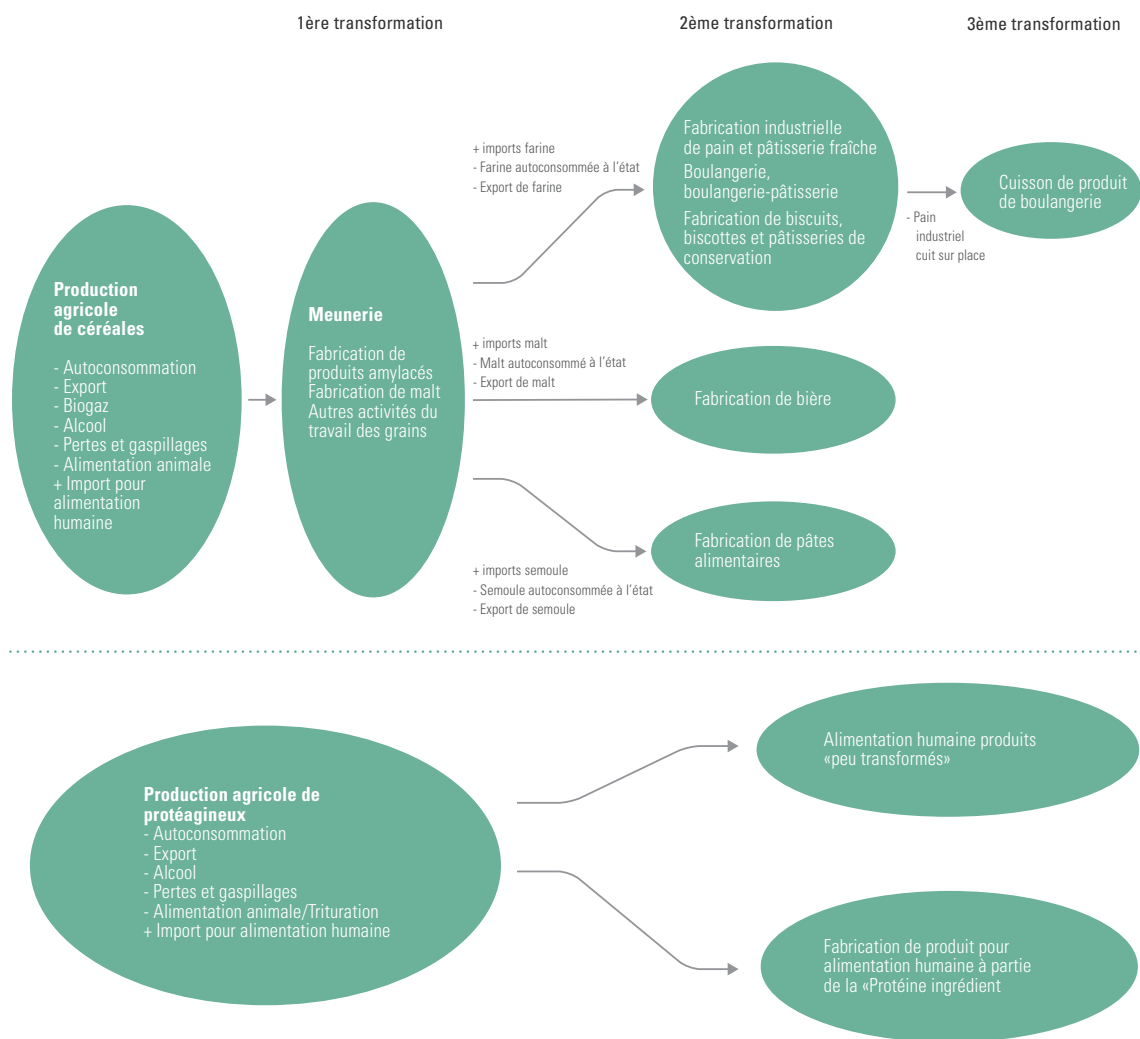 1ère transformation
2ème transformation
3ème transformation
Production
agricole
de céréales
- Autoconsommation
- Export
- Biogaz
- Alcool
- Pertes et gaspillages
- Alimentation animale
+ Import pour
alimentation
humaine
Meunerie
Fabrication de
produits amylacés
Fabrication de malt
Autres activités du
travail des grains
+ imports farine
- Farine autoconsommée à l'état
- Export de farine
Fabrication industrielle
de pain et pâtisserie fraîche
Boulangerie,
boulangerie-pâtisserie
Fabrication de biscuits,
biscottes et pâtisseries de
conservation
- Pain
industriel
cuit sur place
Cuisson de produit
de boulangerie
+ imports malt
- Malt autoconsommé à l'état
- Export de malt
Fabrication de bière
+ imports semoule
- Semoule autoconsommée à l'état
- Export de semoule
Fabrication de pâtes
alimentaires
Production agricole de
protéagineux
- Autoconsommation
- Export
- Alcool
- Pertes et gaspillages
- Alimentation animale/Trituration
+ Import pour alimentation humaine
Alimentation humaine produits
«peu transformés»
Fabrication de produit pour
alimentation humaine à partie
de la «Protéine ingrédient